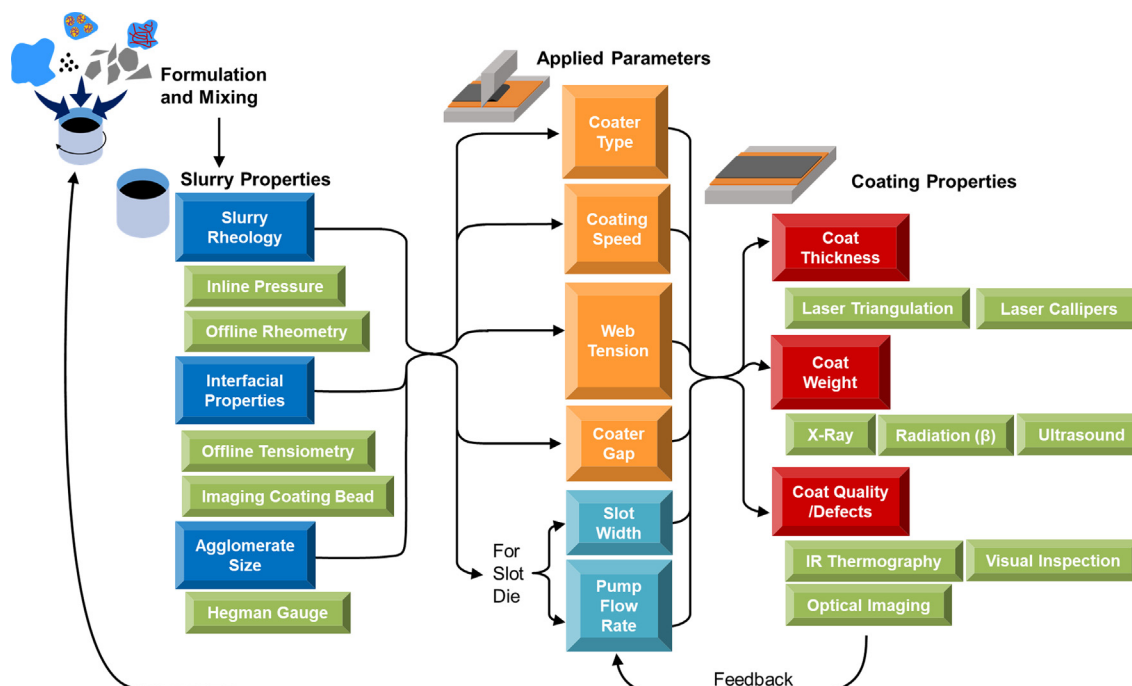 Formulation
and Mixing
Slurry Properties
Slurry
Rheology
Inline Pressure
Offline Rheometry
Interfacial
Properties
Offline Tensiometry
Imaging Coating Bead
Agglomerate
Size
Hegman Gauge
Applied Parameters
Coater
Type
Coating
Speed
Web
Tension
Coater
Gap
For
Slot
Die
Slot
Width
Pump
Flow
Rate
Coating Properties
Coat
Thickness
Laser Triangulation
Laser Callipers
Coat
Weight
X-Ray
Radiation (β)
Ultrasound
Coat Quality
/Defects
IR Thermography
Visual Inspection
Optical Imaging
Feedback